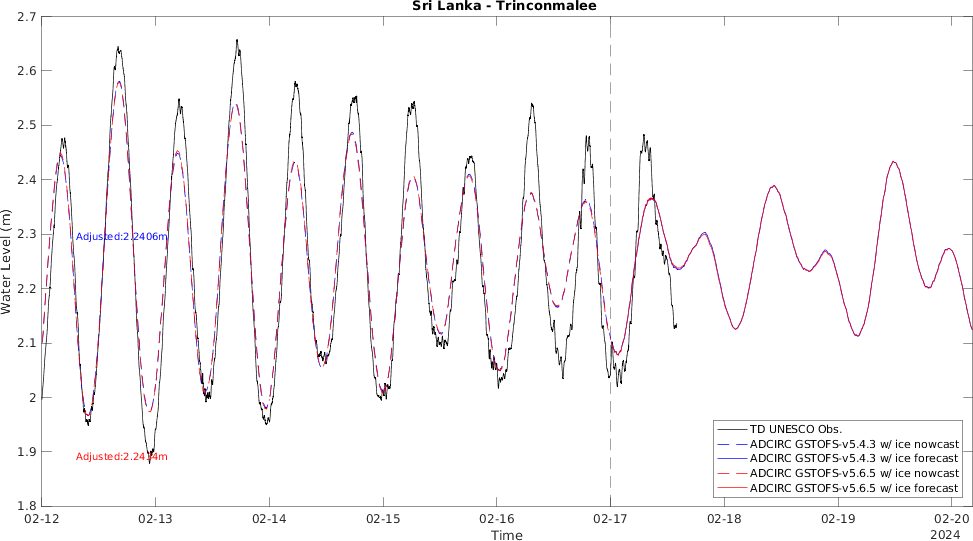 Sri Lanka - Trinconmalee
2.7
2.6
2.5
2.4
2.3
2.2
2.1
2
1.9
1.8
Water Level (m)
Adjusted:2.2406m
Adjusted:2.2414m
TD UNESCO Obs.
ADCIRC GSTOFS-v5.4.3 w/ ice nowcast
ADCIRC GSTOFS-v5.4.3 w/ ice forecast
ADCIRC GSTOFS-v5.6.5 w/ ice nowcast
ADCIRC GSTOFS-v5.6.5 w/ ice forecast
02-12 02-13 02-14 02-15 02-16 02-17 02-18 02-19 02-20
Time 2024